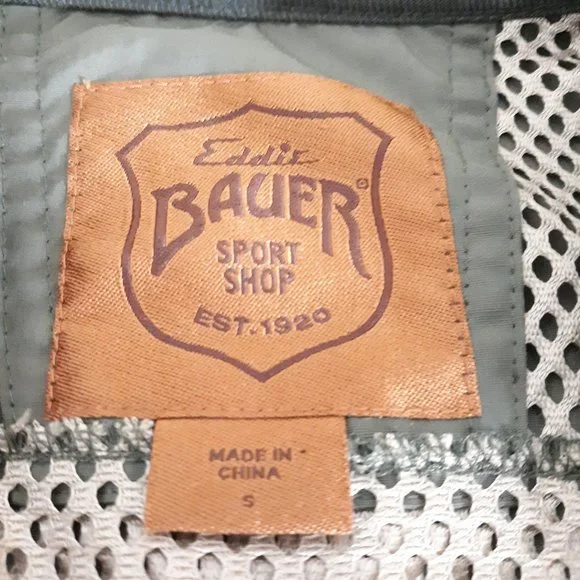 Eddie
BAUER®
SPORT
SHOP
EST. 1920
MADE IN
CHINA
S